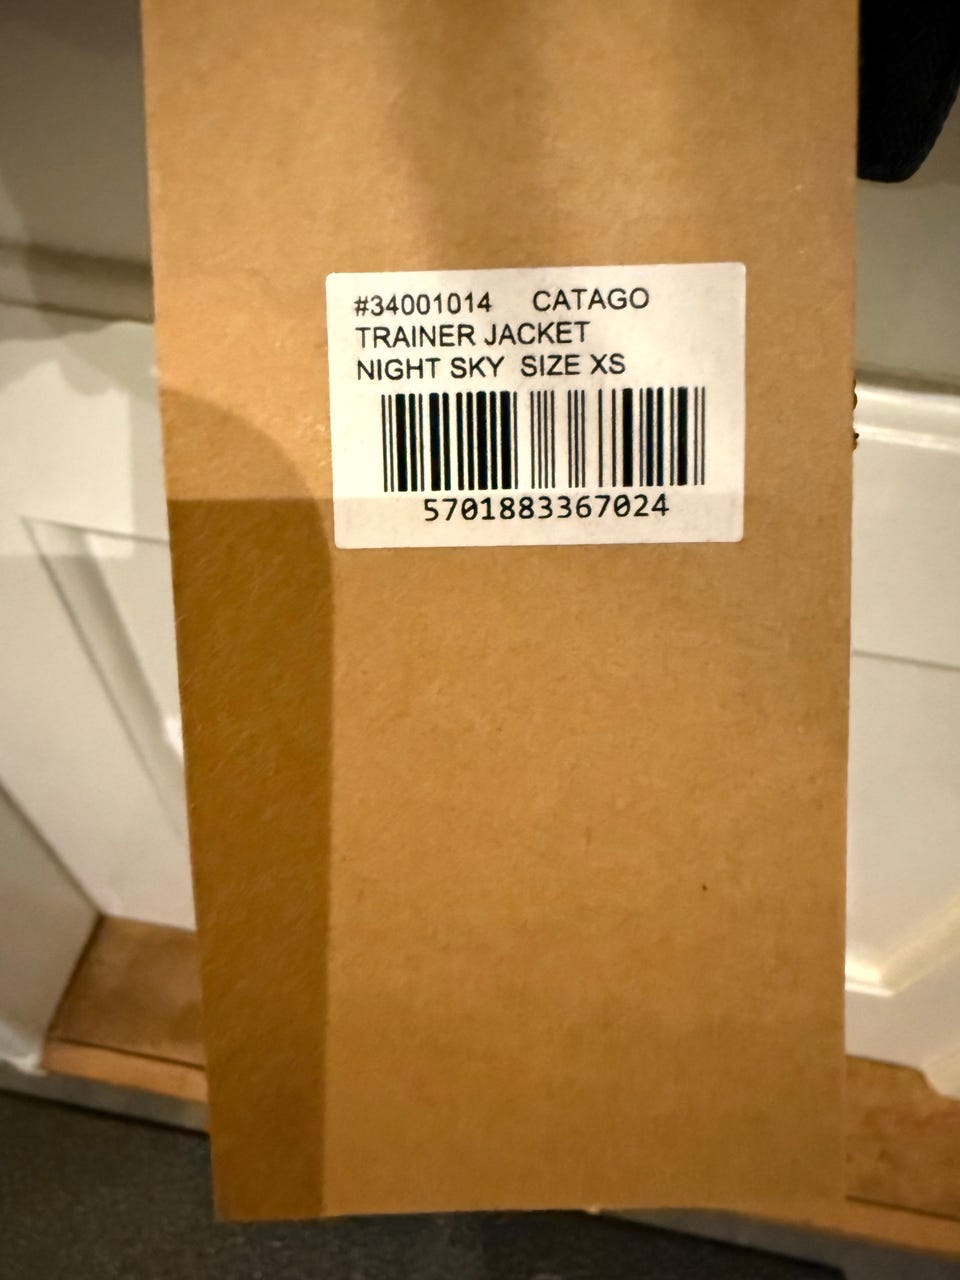 #34001014 CATAGO
TRAINER JACKET
NIGHT SKY SIZE XS
5701883367024